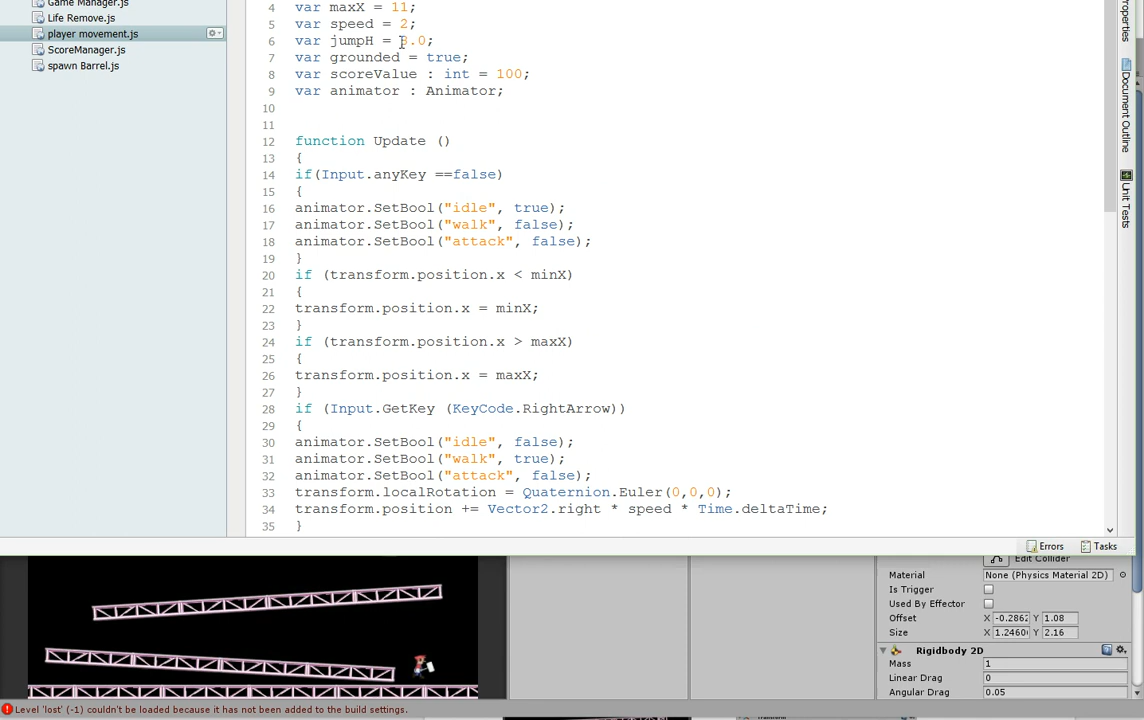 Game Manager.js
Life Remove.js
player movement.js
ScoreManager.js
spawn Barrel.js
4 var maxX = 11;
5 var speed = 2;
6 var jumpH = 8.0;
7 var grounded = true;
8 var scoreValue : int = 100;
9 var animator : Animator;
10
11
12 function Update ()
13 {
14 if(Input.anyKey ==false)
15 {
16 animator.SetBool("idle", true);
17 animator.SetBool("walk", false);
18 animator.SetBool("attack", false);
19 }
20 if (transform.position.x < minX)
21 {
22 transform.position.x = minX;
23 }
24 if (transform.position.x > maxX)
25 {
26 transform.position.x = maxX;
27 }
28 if (Input.GetKey (KeyCode.RightArrow))
29 {
30 animator.SetBool("idle", false);
31 animator.SetBool("walk", true);
32 animator.SetBool("attack", false);
33 transform.localRotation = Quaternion.Euler(0,0,0);
34 transform.position += Vector2.right * speed * Time.deltaTime;
35 }
Properties
Document Outline
Unit Tests
Errors Tasks
Edit Collider
Material None (Physics Material 2D)
Is Trigger
Used By Effector
Offset X -0.2862 Y 1.08
Size X 1.2460 Y 2.16
Rigidbody 2D
Mass 1
Linear Drag 0
Angular Drag 0.05
Level 'lost' (-1) couldn't be loaded because it has not been added to the build settings.